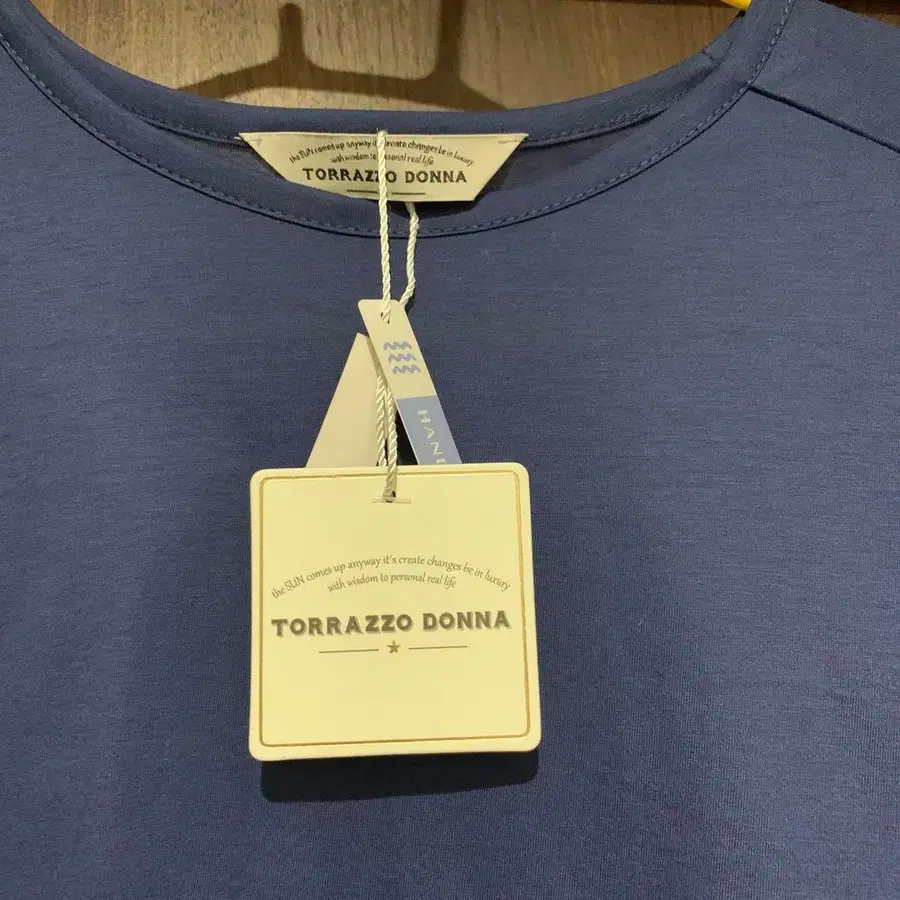 the SUN comes up anyway it's create changes be in luxury
with wisdom to personal real life
TORRAZZO DONNA
HAND
the SUN comes up anyway it's create changes be in luxury
with wisdom to personal real life
TORRAZZO DONNA